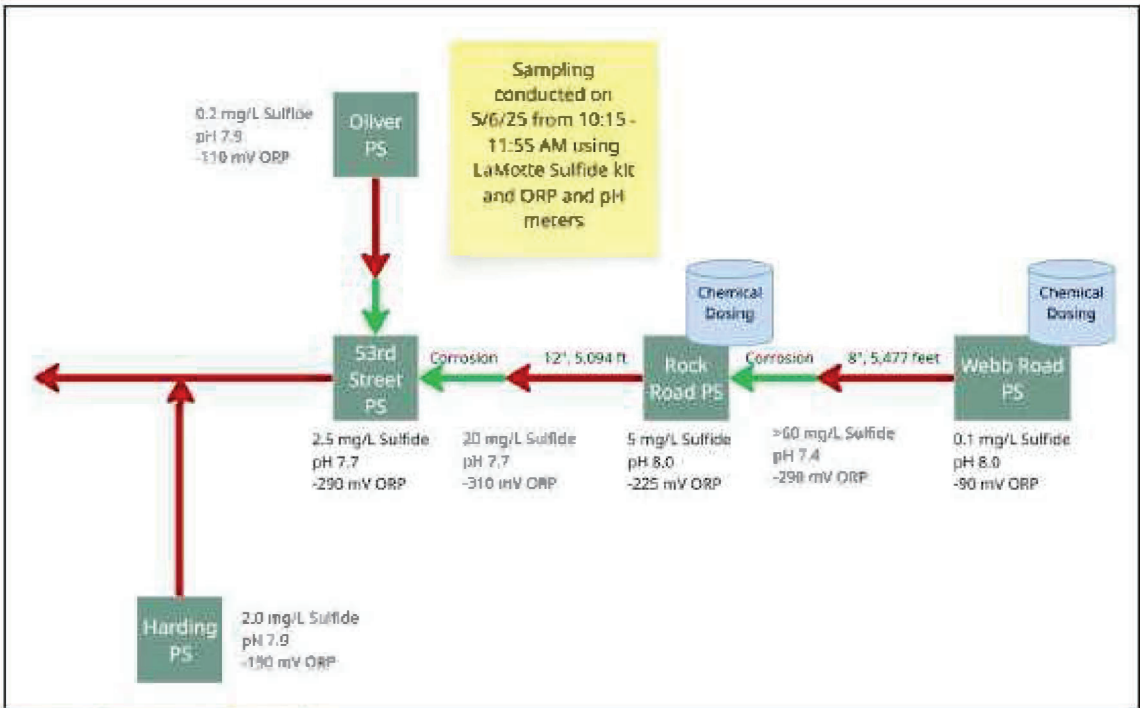 Sampling
conducted on
5/6/25 from 10:15 -
11:55 AM using
LaMotte Sulfide kit
and ORP and pH
meters
0.2 mg/L Sulfide
pH 7.9
-110 mV ORP
Oliver
PS
Chemical
Dosing
Chemical
Dosing
53rd
Street
PS
Corrosion
12", 5,094 ft
Rock
Road PS
Corrosion
8", 5,477 feet
Webb Road
PS
2.5 mg/L Sulfide
pH 7.7
-290 mV ORP
20 mg/L Sulfide
pH 7.7
-310 mV ORP
5 mg/L Sulfide
pH 8.0
-225 mV ORP
>60 mg/L Sulfide
pH 7.4
-290 mV ORP
0.1 mg/L Sulfide
pH 8.0
-90 mV ORP
Harding
PS
2.0 mg/L Sulfide
pH 7.9
-190 mV ORP